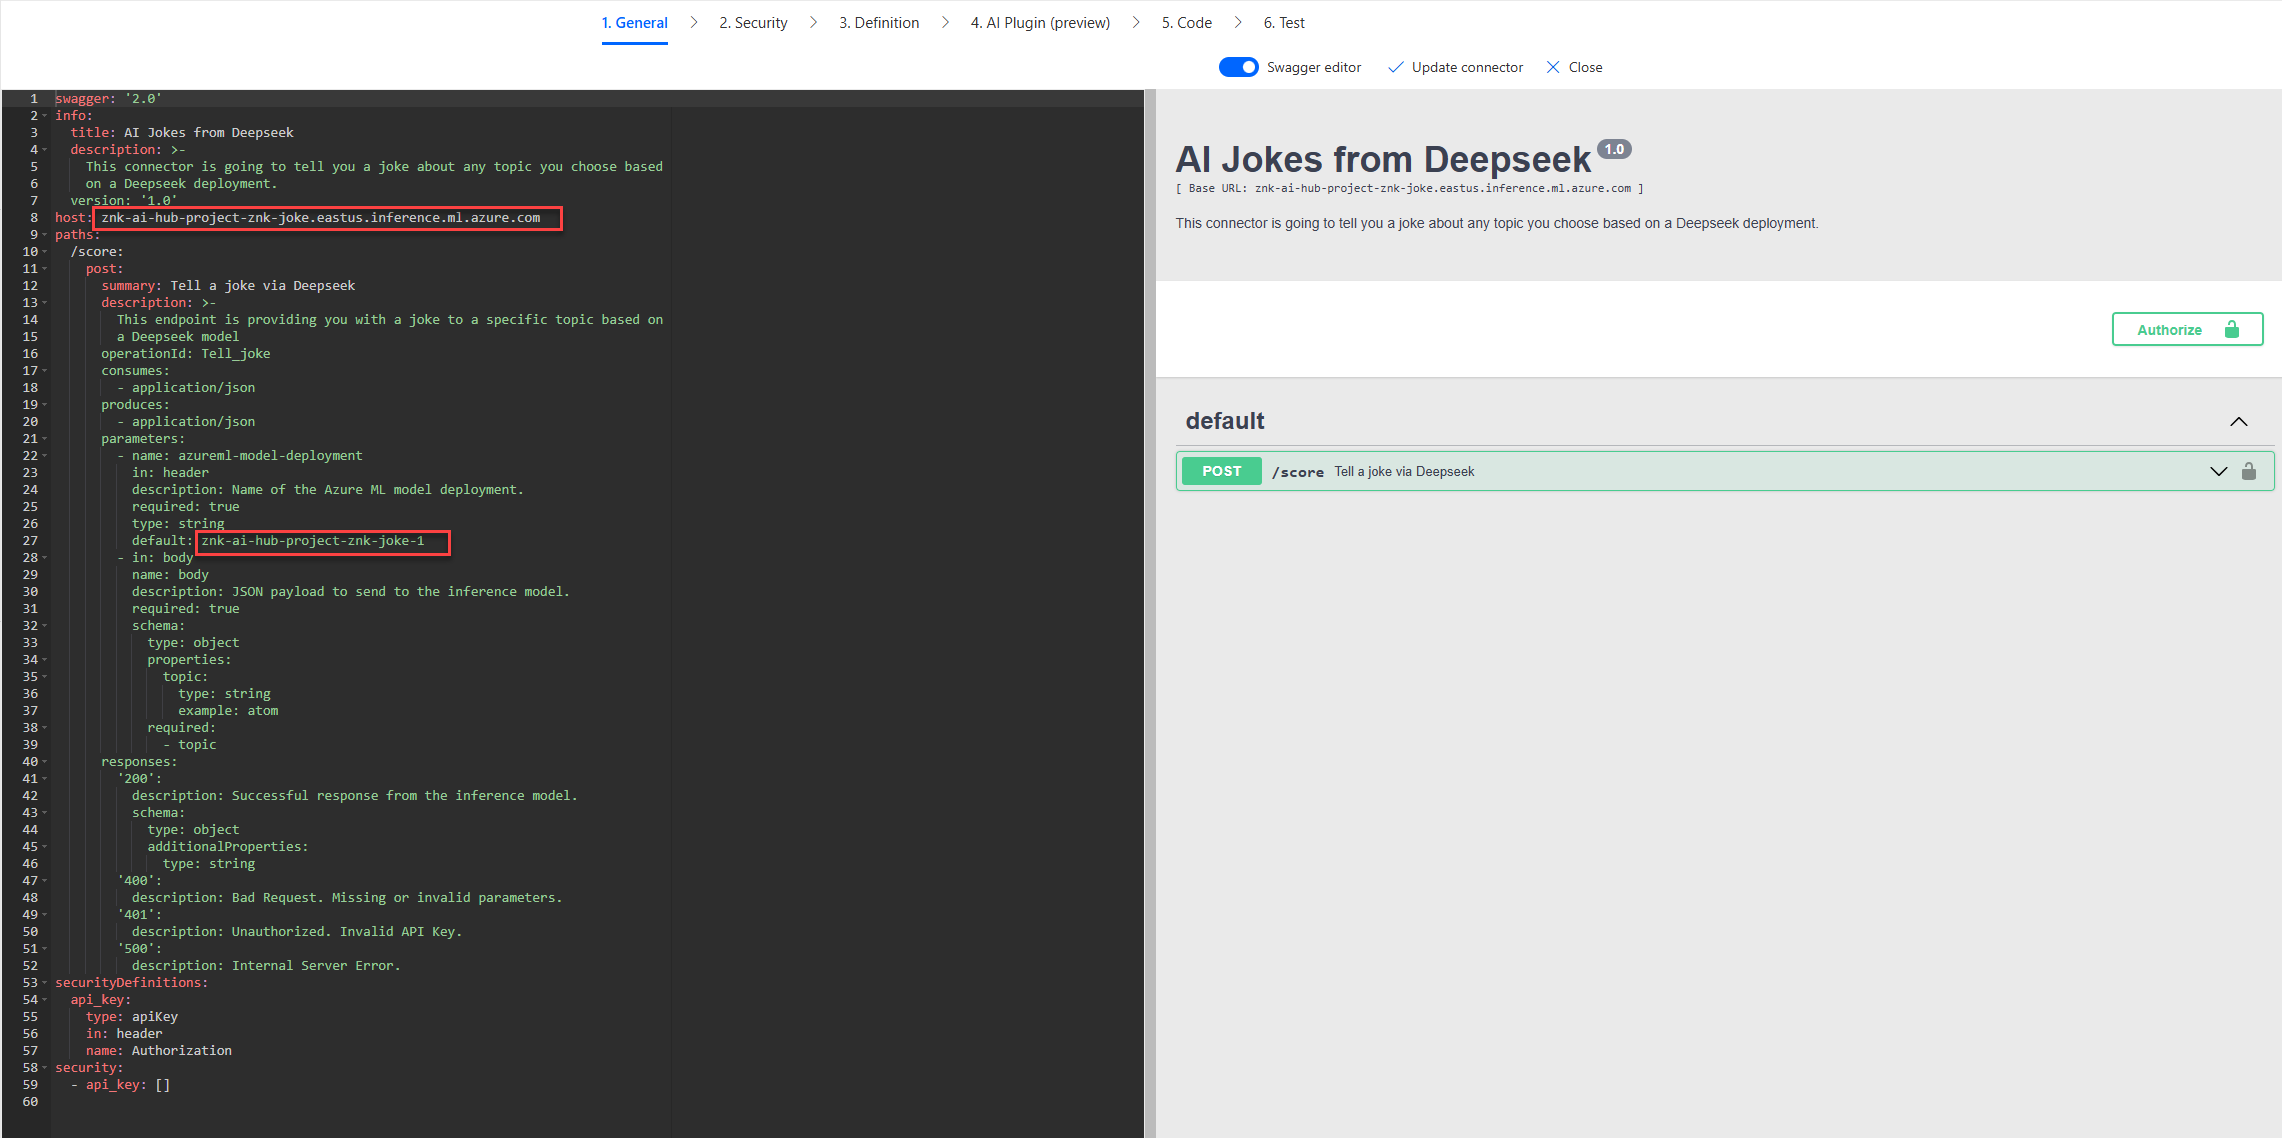 1. General > 2. Security > 3. Definition > 4. AI Plugin (preview) > 5. Code > 6. Test
Swagger editor Update connector Close
1 swagger: '2.0'
2 info:
3 title: AI Jokes from Deepseek
4 description: >-
5 This connector is going to tell you a joke about any topic you choose based
6 on a Deepseek deployment.
7 version: '1.0'
8 host: znk-ai-hub-project-znk-joke.eastus.inference.ml.azure.com
9 paths:
10 /score:
11 post:
12 summary: Tell a joke via Deepseek
13 description: >-
14 This endpoint is providing you with a joke to a specific topic based on
15 a Deepseek model
16 operationId: Tell_joke
17 consumes:
18 - application/json
19 produces:
20 - application/json
21 parameters:
22 - name: azureml-model-deployment
23 in: header
24 description: Name of the Azure ML model deployment.
25 required: true
26 type: string
27 default: znk-ai-hub-project-znk-joke-1
28 - in: body
29 name: body
30 description: JSON payload to send to the inference model.
31 required: true
32 schema:
33 type: object
34 properties:
35 topic:
36 type: string
37 example: atom
38 required:
39 - topic
40 responses:
41 '200':
42 description: Successful response from the inference model.
43 schema:
44 type: object
45 additionalProperties:
46 type: string
47 '400':
48 description: Bad Request. Missing or invalid parameters.
49 '401':
50 description: Unauthorized. Invalid API Key.
51 '500':
52 description: Internal Server Error.
53 securityDefinitions:
54 api_key:
55 type: apiKey
56 in: header
57 name: Authorization
58 security:
59 - api_key: []
60
AI Jokes from Deepseek 1.0
[ Base URL: znk-ai-hub-project-znk-joke.eastus.inference.ml.azure.com ]
This connector is going to tell you a joke about any topic you choose based on a Deepseek deployment.
Authorize
default
POST /score Tell a joke via Deepseek